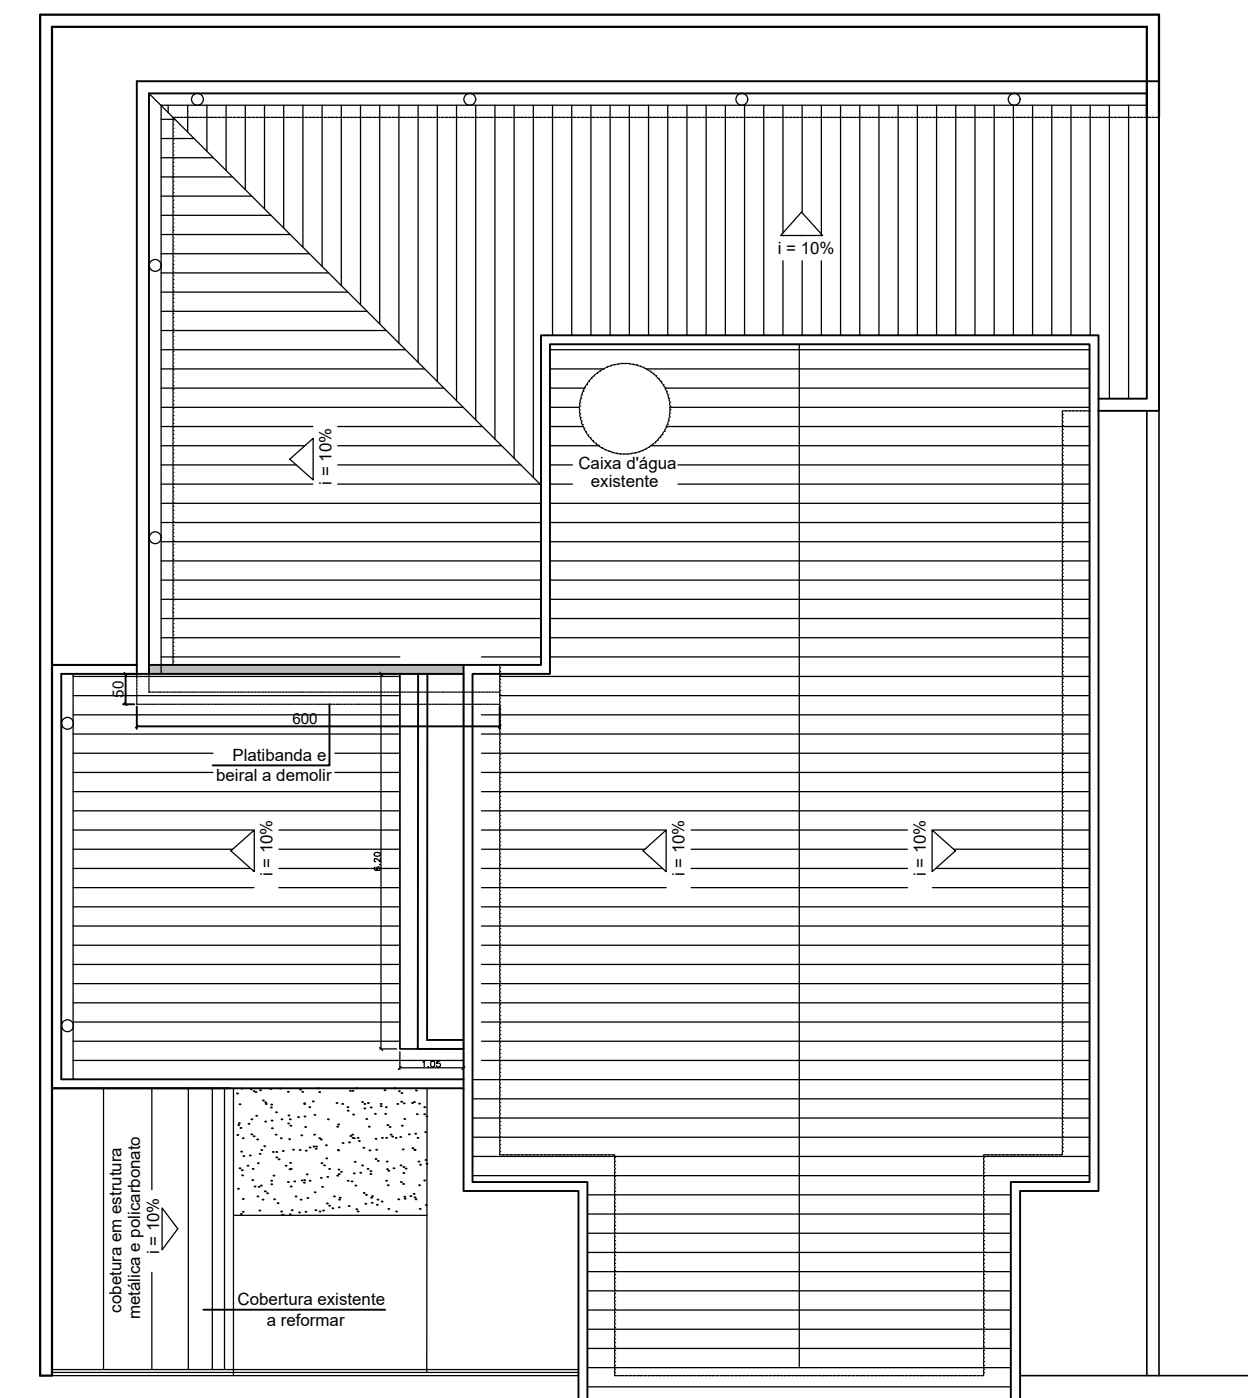 i = 10%
i = 10%
Caixa d'água
existente
50
600
Platibanda e
beiral a demolir
i = 10%
6.20
i = 10%
i = 10%
1.05
cobetura em estrutura
metálica e policarbonato
i = 10%
Cobertura existente
a reformar